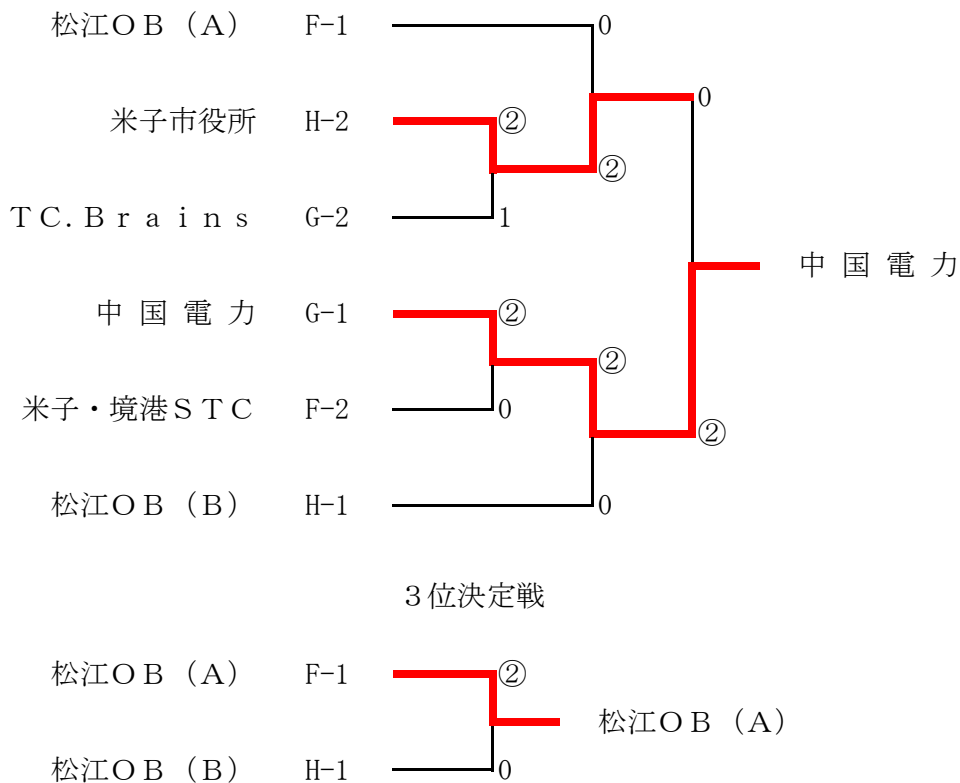 松江ＯＢ（Ａ） F-1 0
0
米子市役所 H-2 ②
②
ＴＣ.Ｂｒａｉｎｓ G-2 1
中国電力
中国電力 G-1 ②
②
米子・境港ＳＴＣ F-2 0
②
松江ＯＢ（Ｂ） H-1 0
３位決定戦
松江ＯＢ（Ａ） F-1 ②
松江ＯＢ（Ａ）
松江ＯＢ（Ｂ） H-1 0